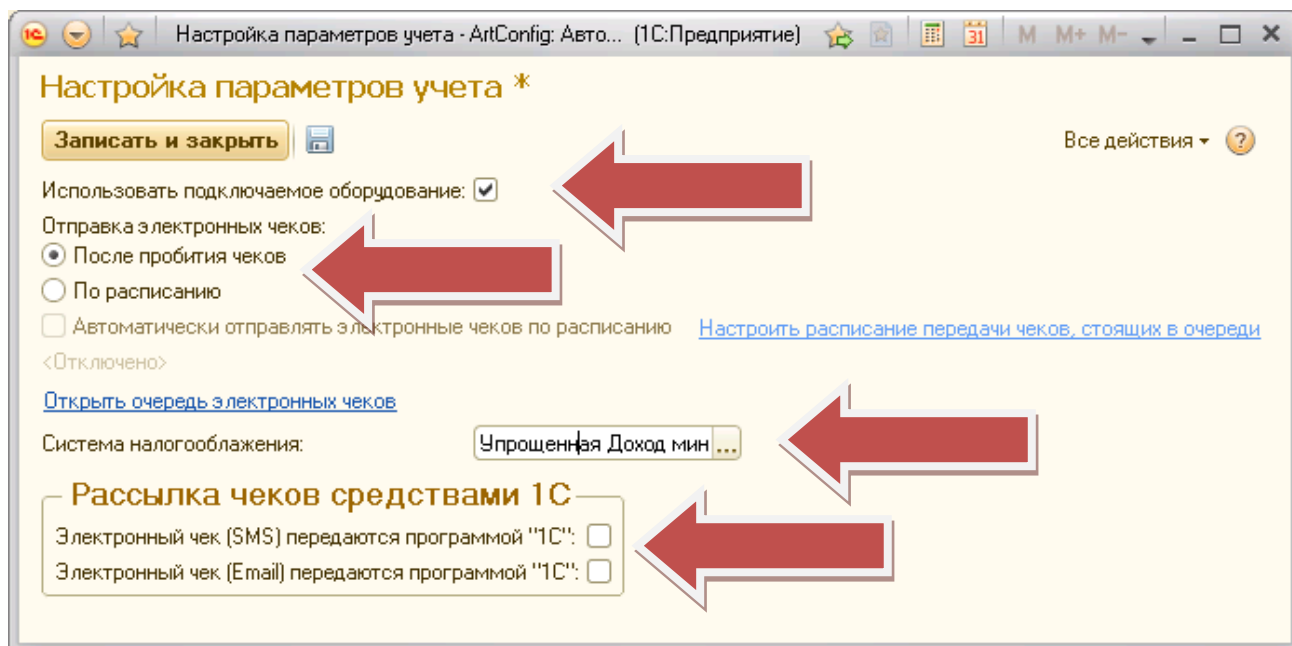 Настройка параметров учета - ArtConfig: Авто... (1С:Предприятие) 31 M M+ M-
Настройка параметров учета *
Записать и закрыть Все действия
Использовать подключаемое оборудование:
Отправка электронных чеков:
После пробития чеков
По расписанию
Автоматически отправлять электронные чеков по расписанию Настроить расписание передачи чеков, стоящих в очереди
<Отключено>
Открыть очередь электронных чеков
Система налогооблажения: Упрощенная Доход мин ...
Рассылка чеков средствами 1С
Электронный чек (SMS) передаются программой "1С":
Электронный чек (Email) передаются программой "1С":